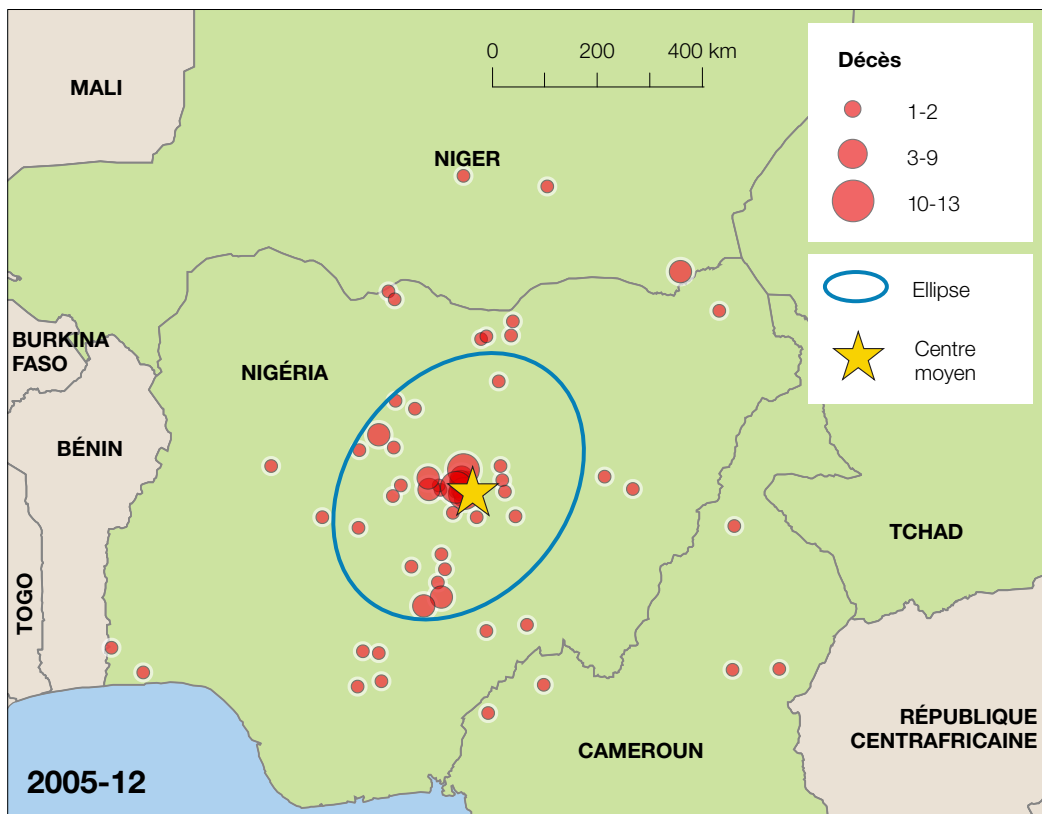 0 200 400 km
Décès
1-2
3-9
10-13
Ellipse
Centre
moyen
MALI
NIGER
BURKINA
FASO
NIGÉRIA
BÉNIN
TOGO
TCHAD
RÉPUBLIQUE
CENTRAFRICAINE
CAMEROUN
2005-12